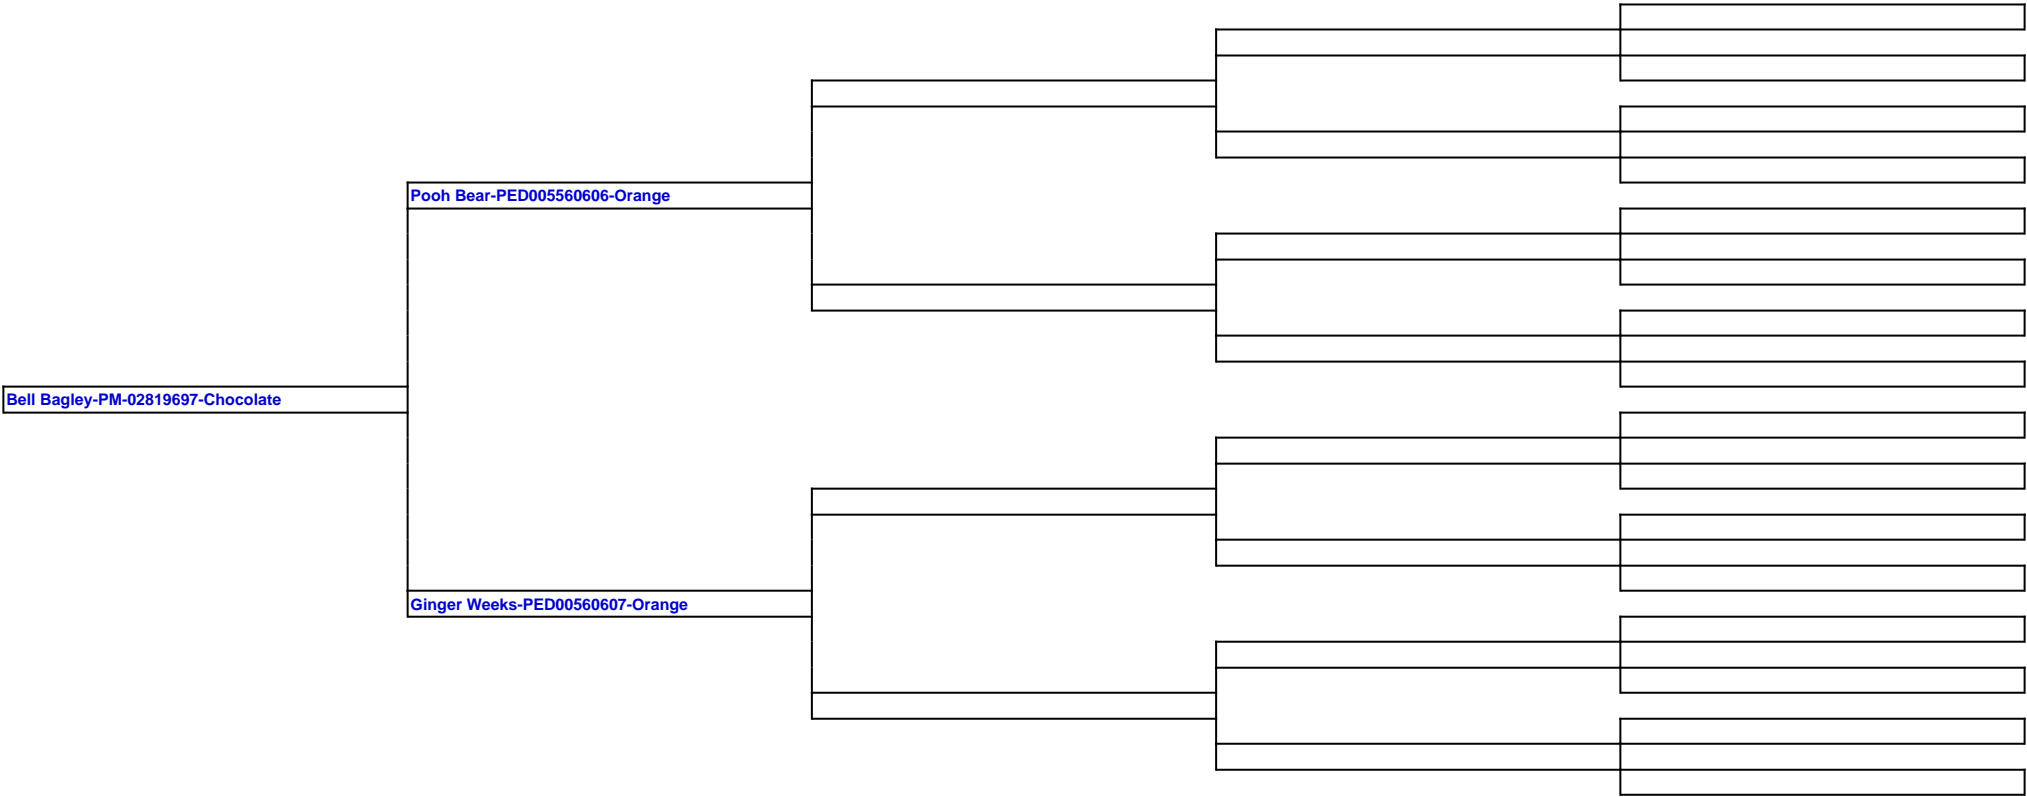 Pooh Bear-PED005560606-Orange
Bell Bagley-PM-02819697-Chocolate
Ginger Weeks-PED00560607-Orange